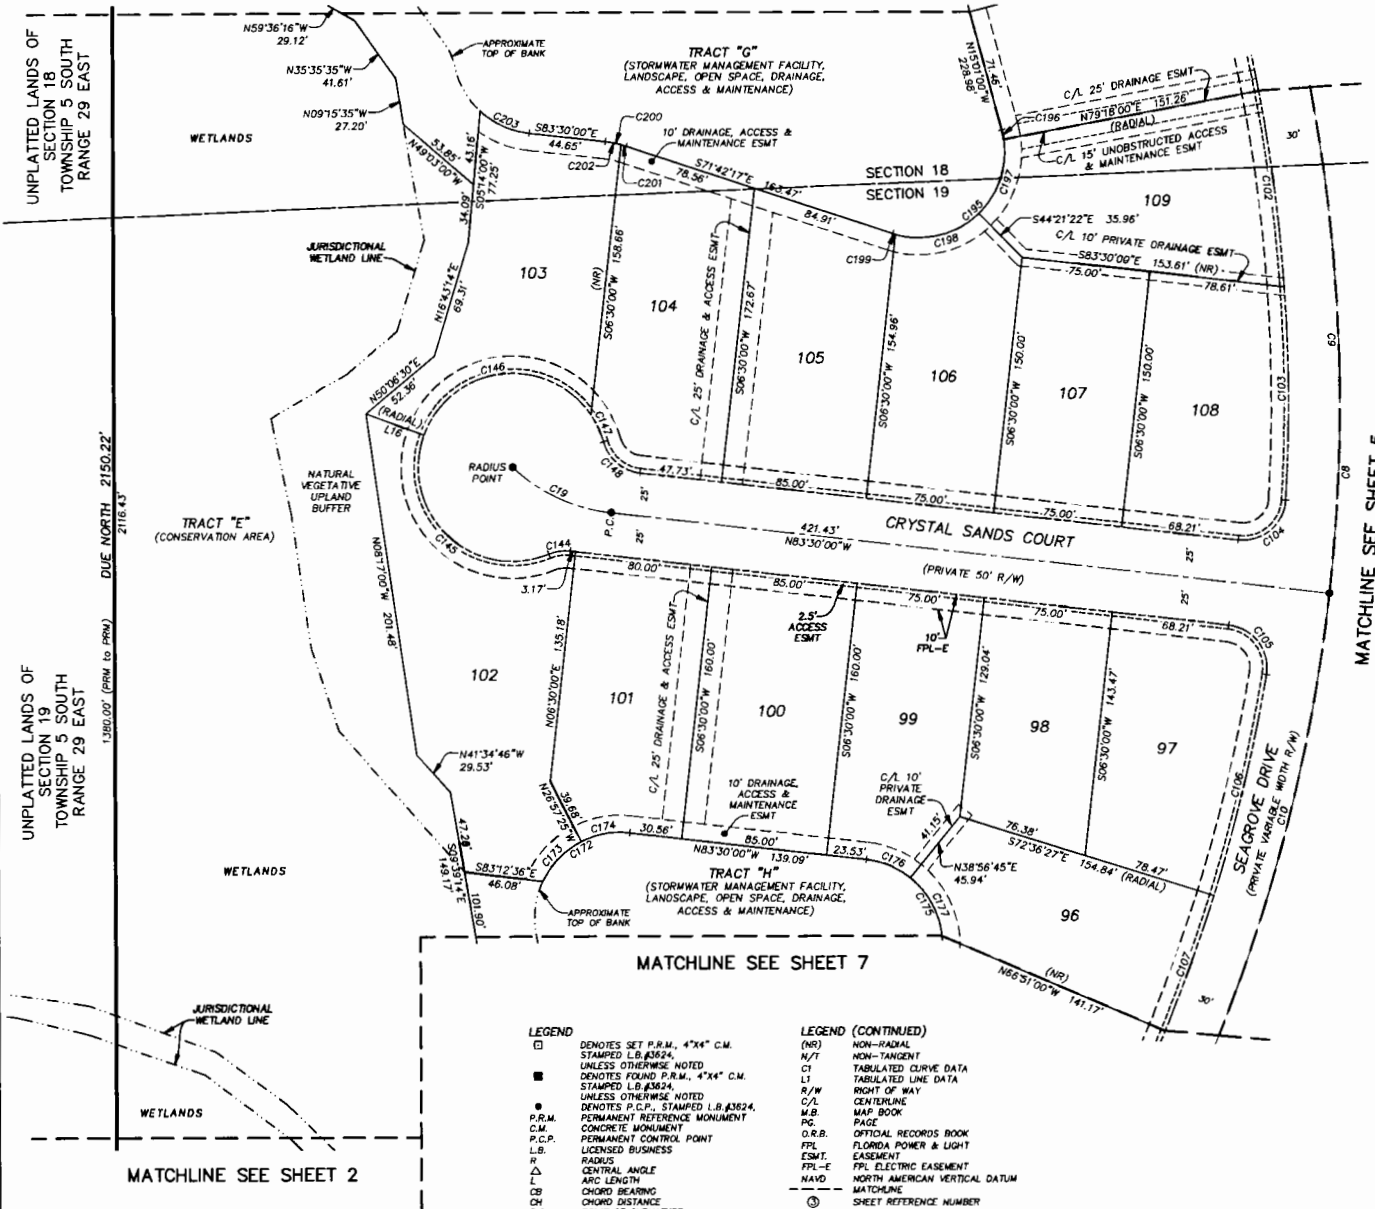 UNPLATTED LANDS OF
SECTION 18
TOWNSHIP 5 SOUTH
RANGE 29 EAST
N59°36'16"W
29.12'
N35°35'35"W
41.61'
N09°15'35"W
27.20'
WETLANDS
53.85'
N49°03'00"W
43.16'
S05°14'00"W
77.25'
34.09'
APPROXIMATE
TOP OF BANK
TRACT "G"
(STORMWATER MANAGEMENT FACILITY,
LANDSCAPE, OPEN SPACE, DRAINAGE,
ACCESS & MAINTENANCE)
C203
S83°30'00"E
44.65'
C200
C202
C201
10' DRAINAGE, ACCESS &
MAINTENANCE ESMT
S71°42'17"E 163.47'
78.56'
84.91'
SECTION 18
SECTION 19
N15°01'00"W
228.96'
71.45'
C/L 25' DRAINAGE ESMT
N79°18'00"E 151.26'
(RADIAL)
C196
C/L 15' UNOBSTRUCTED ACCESS
& MAINTENANCE ESMT
30'
C197
C195
C198
C199
109
C102
S44°21'22"E 35.96'
C/L 10' PRIVATE DRAINAGE ESMT
S83°30'00"E 153.61' (NR)
75.00'
78.61'
JURISDICTIONAL
WETLAND LINE
N16°43'14"E
69.31'
103
(NR)
S06°30'00"W 158.66'
104
C/L 25' DRAINAGE & ACCESS ESMT
S06°30'00"W 172.67'
105
S06°30'00"W 154.96'
106
S06°30'00"W 150.00'
107
S06°30'00"W 150.00'
108
C103
C9
C8
N50°06'30"E
52.36'
(RADIAL)
L16
C146
C147
C148
RADIUS
POINT
C19
P.C.
47.73'
85.00'
75.00'
75.00'
68.21'
C104
25'
25'
421.43'
N83°30'00"W
CRYSTAL SANDS COURT
(PRIVATE 50' R/W)
25'
25'
MATCHLINE SEE SHEET 5
DUE NORTH 2150.22'
2116.43'
1380.00' (PRM to PRM)
TRACT "E"
(CONSERVATION AREA)
NATURAL
VEGETATIVE
UPLAND
BUFFER
N08°17'00"W 201.48'
C145
C144
3.17'
80.00'
85.00'
75.00'
75.00'
68.21'
C105
2.5'
ACCESS
ESMT
10'
FPL-E
UNPLATTED LANDS OF
SECTION 19
TOWNSHIP 5 SOUTH
RANGE 29 EAST
102
N06°30'00"E 135.18'
101
C/L 25' DRAINAGE & ACCESS ESMT
S06°30'00"W 160.00'
100
S06°30'00"W 160.00'
99
S06°30'00"W 129.04'
98
S06°30'00"W 143.47'
97
C106
SEAGROVE DRIVE
(PRIVATE VARIABLE WIDTH R/W)
C10
N41°34'46"W
29.53'
39.68'
N26°57'25"W
10' DRAINAGE,
ACCESS &
MAINTENANCE
ESMT
C/L 10'
PRIVATE
DRAINAGE
ESMT
41.15'
N38°56'45"E
45.94'
76.38'
S72°36'27"E
154.84' (RADIAL)
78.47'
47.28'
S09°39'14"E
149.17'
101.90'
S83°12'36"E
46.08'
C173
C172
C174
30.56'
85.00'
N83°30'00"W 139.09'
23.53'
C176
C175
C177
WETLANDS
APPROXIMATE
TOP OF BANK
TRACT "H"
(STORMWATER MANAGEMENT FACILITY,
LANDSCAPE, OPEN SPACE, DRAINAGE,
ACCESS & MAINTENANCE)
96
(NR)
N66°51'00"W 141.17'
C107
30'
MATCHLINE SEE SHEET 7
JURISDICTIONAL
WETLAND LINE
WETLANDS
MATCHLINE SEE SHEET 2
LEGEND
DENOTES SET P.R.M., 4"X4" C.M.
STAMPED L.B.#3624,
UNLESS OTHERWISE NOTED
DENOTES FOUND P.R.M., 4"X4" C.M.
STAMPED L.B.#3624,
UNLESS OTHERWISE NOTED
DENOTES P.C.P., STAMPED L.B.#3624,
P.R.M. PERMANENT REFERENCE MONUMENT
C.M. CONCRETE MONUMENT
P.C.P. PERMANENT CONTROL POINT
L.B. LICENSED BUSINESS
R RADIUS
△ CENTRAL ANGLE
L ARC LENGTH
CB CHORD BEARING
CH CHORD DISTANCE
LEGEND (CONTINUED)
(NR) NON-RADIAL
N/T NON-TANGENT
C1 TABULATED CURVE DATA
L1 TABULATED LINE DATA
R/W RIGHT OF WAY
C/L CENTERLINE
M.B. MAP BOOK
PG. PAGE
O.R.B. OFFICIAL RECORDS BOOK
FPL FLORIDA POWER & LIGHT
ESMT. EASEMENT
FPL-E FPL ELECTRIC EASEMENT
NAVD NORTH AMERICAN VERTICAL DATUM
MATCHLINE
③ SHEET REFERENCE NUMBER